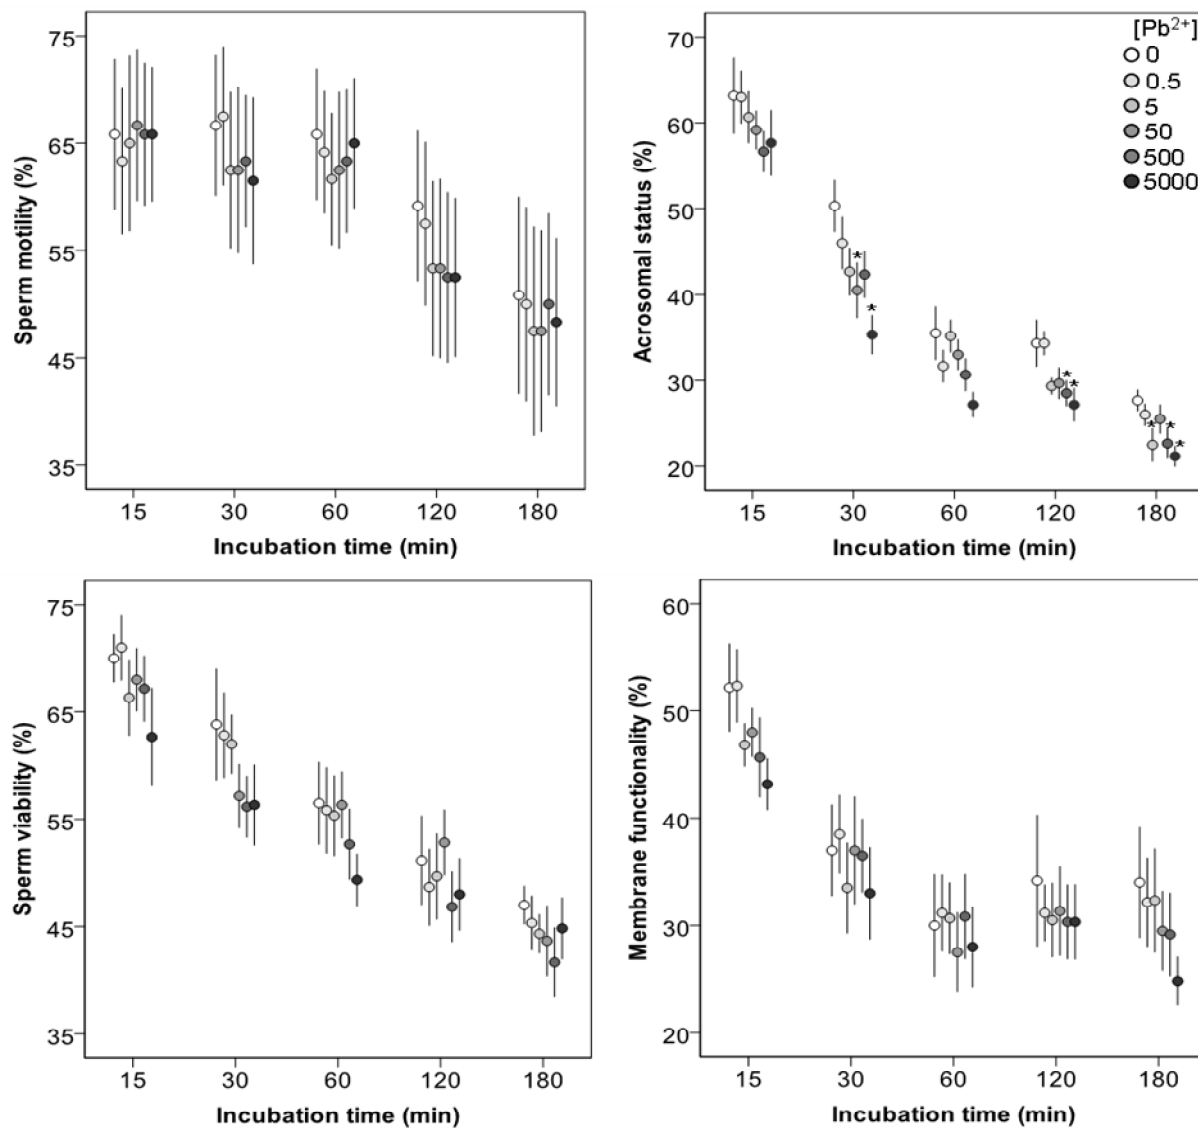 75
65
55
45
35
Sperm motility (%)
15 30 60 120 180
Incubation time (min)
70
60
50
40
30
20
Acrosomal status (%)
[Pb²⁺]
0
0.5
5
50
500
5000
*
*
*
*
*
*
*
15 30 60 120 180
Incubation time (min)
75
65
55
45
35
Sperm viability (%)
15 30 60 120 180
Incubation time (min)
60
50
40
30
20
Membrane functionality (%)
15 30 60 120 180
Incubation time (min)